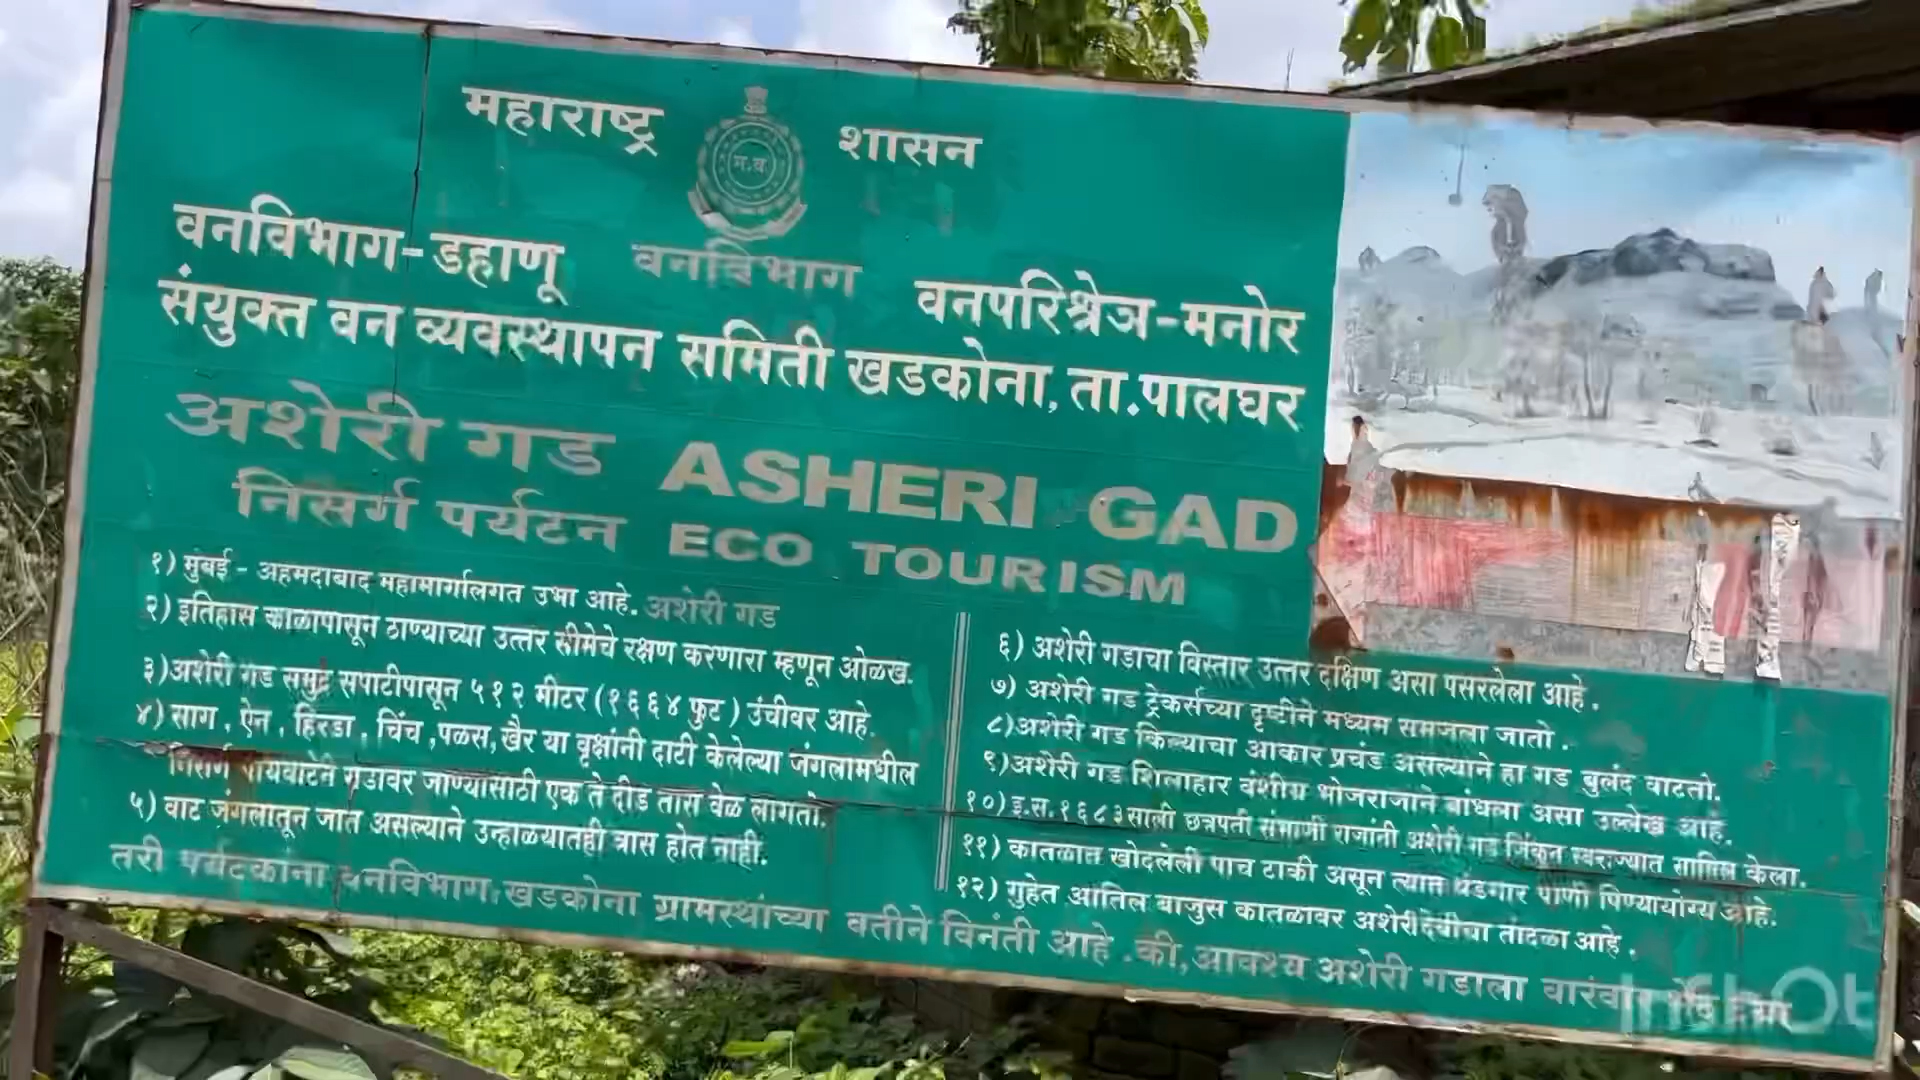 महाराष्ट्र शासन
म.व
वनविभाग-डहाणू वनविभाग वनपरिश्रेत्र-मनोर
संयुक्त वन व्यवस्थापन समिती खडकोना, ता.पालघर
अशेरी गड ASHERI GAD
निसर्ग पर्यटन ECO TOURISM
१) मुंबई - अहमदाबाद महामार्गालगत उभा आहे. अशेरी गड
२) इतिहास काळापासून ठाण्याच्या उत्तर सीमेचे रक्षण करणारा म्हणून ओळख.
३)अशेरी गड समुद्र सपाटीपासून ५१२ मीटर (१६६४ फुट) उंचीवर आहे.
४) साग, ऐन, हिरडा, चिंच,पळस,खैर या वृक्षांनी दाटी केलेल्या जंगलामधील
निसर्ग पायवाटेने गडावर जाण्यासाठी एक ते दीड तास वेळ लागतो.
५) वाट जंगलातून जात असल्याने उन्हाळ्यातही त्रास होत नाही.
६) अशेरी गडाचा विस्तार उत्तर दक्षिण असा पसरलेला आहे.
७) अशेरी गड ट्रेकर्सच्या दृष्टीने मध्यम समजला जातो.
८)अशेरी गड किल्याचा आकार प्रचंड असल्याने हा गड बुलंद वाटतो.
९)अशेरी गड शिलाहार वंशीय भोजराजाने बांधला असा उल्लेख आहे.
१०)इ.स.१६८३साली छत्रपती संभाजी राजांनी अशेरी गड जिंकून स्वराज्यात सामिल केला.
११) कातळात खोदलेली पाच टाकी असून त्यात थंडगार पाणी पिण्यायोग्य आहे.
१२) गुहेत आतिल बाजुस कातळावर अशेरीदेवीचा तांदळा आहे.
तरी पर्यटकांना वनविभाग,खडकोना ग्रामस्थांच्या वतीने विनंती आहे.की,आवश्य अशेरी गडाला वारंवार
InShOt